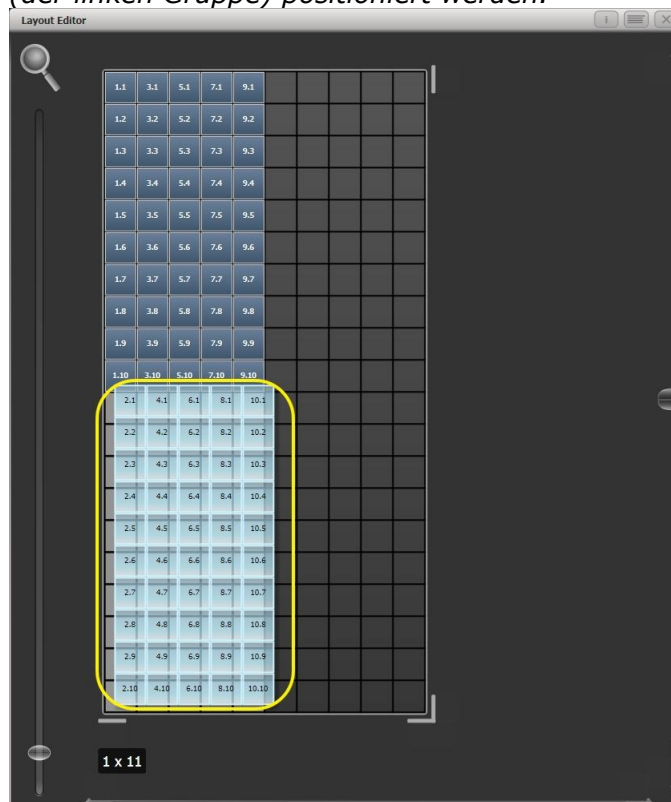 (der linken Gruppe) positioniert werden.
Layout Editor
1.1 3.1 5.1 7.1 9.1
1.2 3.2 5.2 7.2 9.2
1.3 3.3 5.3 7.3 9.3
1.4 3.4 5.4 7.4 9.4
1.5 3.5 5.5 7.5 9.5
1.6 3.6 5.6 7.6 9.6
1.7 3.7 5.7 7.7 9.7
1.8 3.8 5.8 7.8 9.8
1.9 3.9 5.9 7.9 9.9
1.10 3.10 5.10 7.10 9.10
2.1 4.1 6.1 8.1 10.1
2.2 4.2 6.2 8.2 10.2
2.3 4.3 6.3 8.3 10.3
2.4 4.4 6.4 8.4 10.4
2.5 4.5 6.5 8.5 10.5
2.6 4.6 6.6 8.6 10.6
2.7 4.7 6.7 8.7 10.7
2.8 4.8 6.8 8.8 10.8
2.9 4.9 6.9 8.9 10.9
2.10 4.10 6.10 8.10 10.10
1 x 11